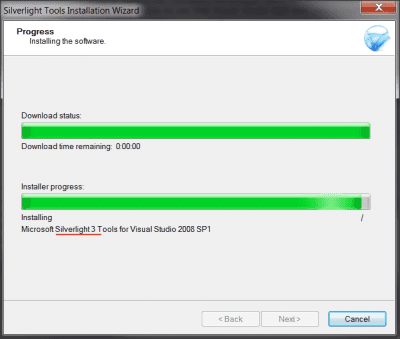 Silverlight Tools Installation Wizard
Progress
Installing the software.
Download status:
Download time remaining: 0:00:00
Installer progress:
Installing /
Microsoft Silverlight 3 Tools for Visual Studio 2008 SP1
< Back Next > Cancel